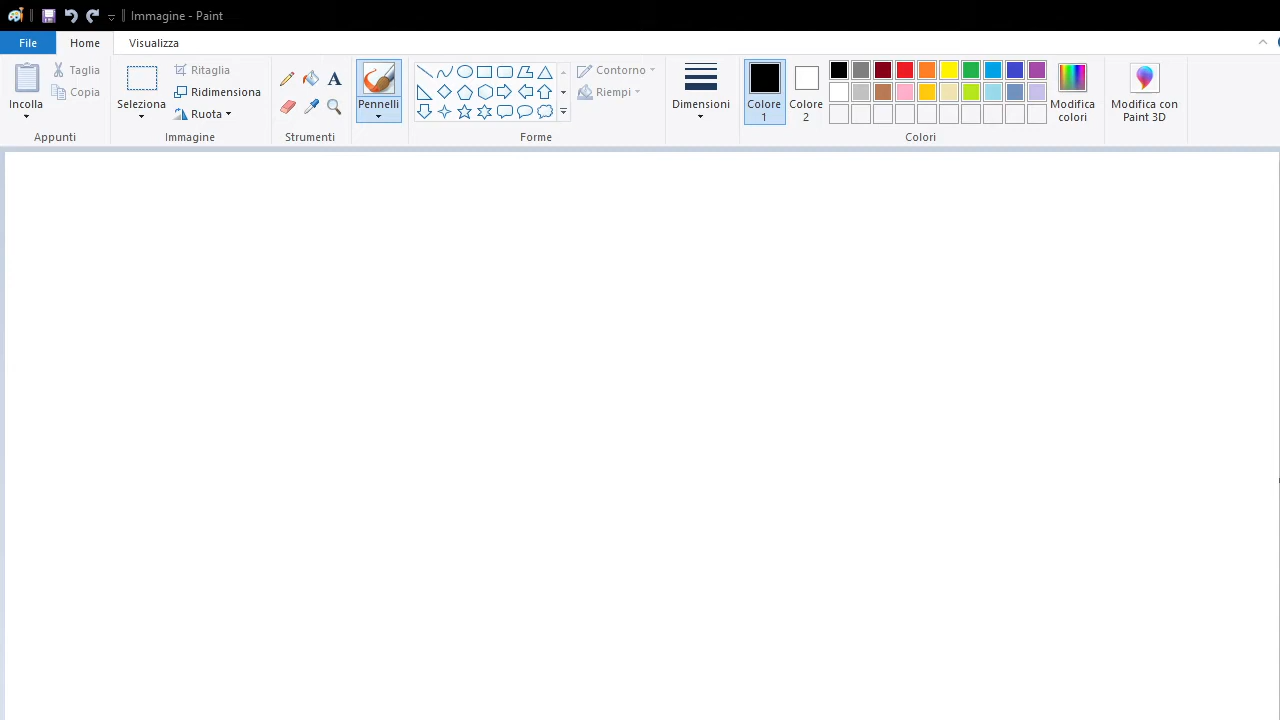 Immagine - Paint
File Home Visualizza
Incolla
Taglia
Copia
Appunti
Seleziona
Ritaglia
Ridimensiona
Ruota
Immagine
A
Strumenti
Pennelli
Contorno
Riempi
Forme
Dimensioni
Colore
1
Colore
2
Modifica
colori
Colori
Modifica con
Paint 3D